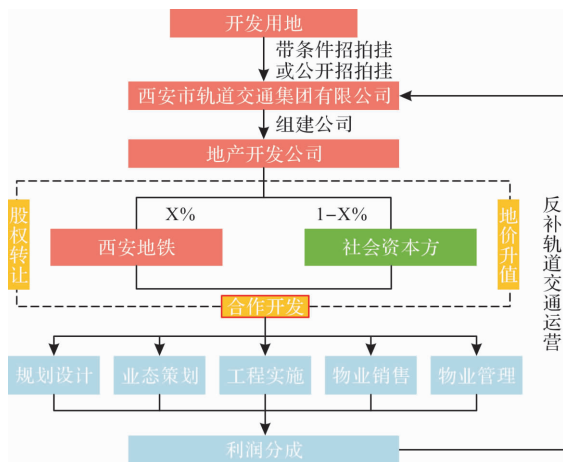 开发用地
带条件招拍挂
或公开招拍挂
西安市轨道交通集团有限公司
组建公司
地产开发公司
股权转让
X%
1-X%
西安地铁
社会资本方
地价升值
合作开发
反补轨道交通运营
规划设计
业态策划
工程实施
物业销售
物业管理
利润分成